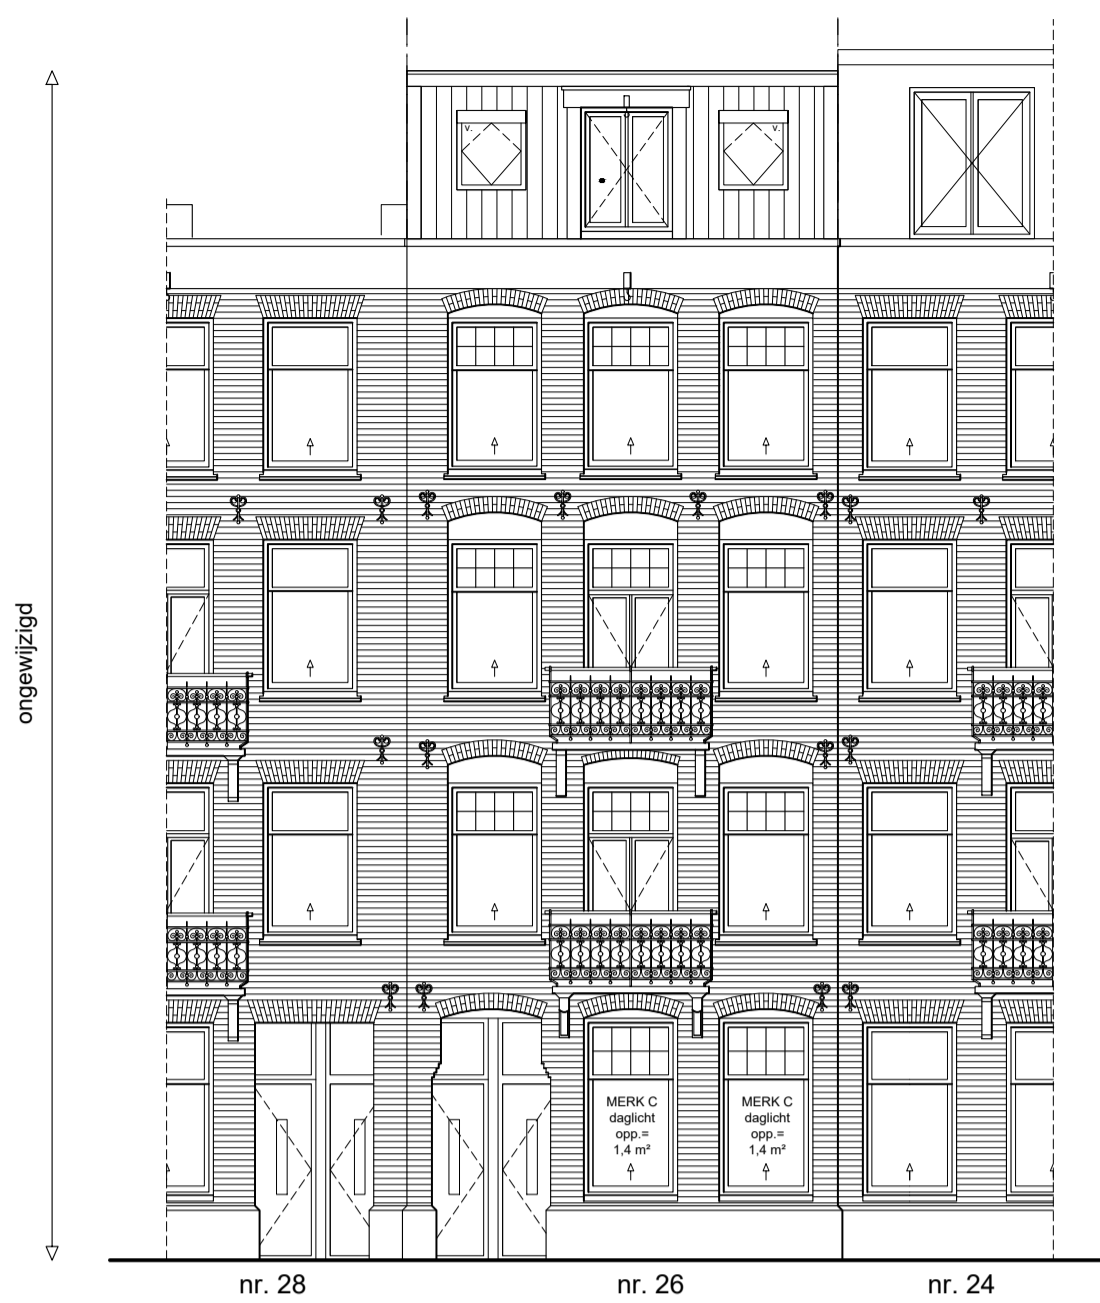 v.
v.
ongewijzigd
MERK C
daglicht
opp.=
1,4 m²
MERK C
daglicht
opp.=
1,4 m²
nr. 28
nr. 26
nr. 24